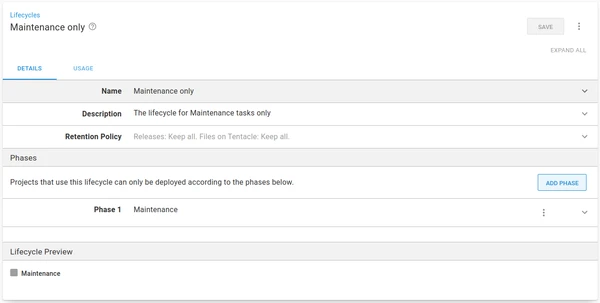 Lifecycles
Maintenance only
SAVE
EXPAND ALL
DETAILS USAGE
Name Maintenance only
Description The lifecycle for Maintenance tasks only
Retention Policy Releases: Keep all. Files on Tentacle: Keep all.
Phases
Projects that use this lifecycle can only be deployed according to the phases below.
ADD PHASE
Phase 1 Maintenance
Lifecycle Preview
Maintenance